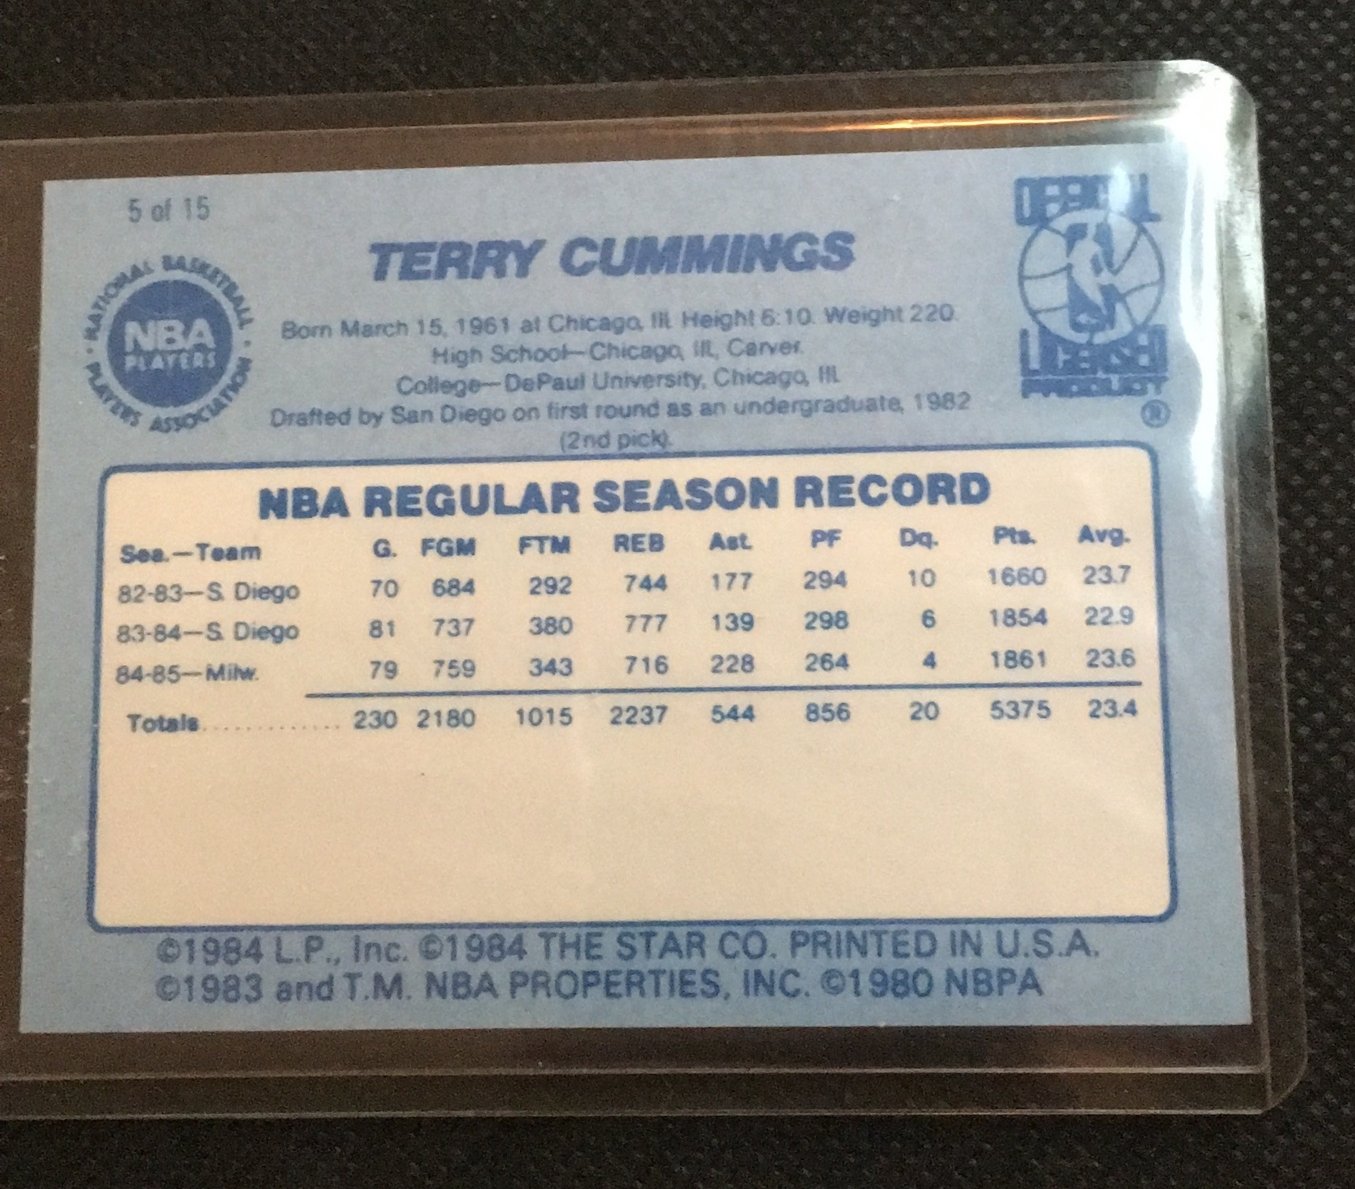 5 of 15
TERRY CUMMINGS
NATIONAL BASKETBALL
NBA
PLAYERS
PLAYERS ASSOCIATION
OFFICIAL
LICENSED
PRODUCT
®
Born March 15, 1961 at Chicago, Ill. Height 6:10. Weight 220.
High School—Chicago, Ill., Carver.
College—DePaul University, Chicago, Ill.
Drafted by San Diego on first round as an undergraduate, 1982
(2nd pick).
NBA REGULAR SEASON RECORD
Sea.—Team G. FGM FTM REB Ast. PF Dq. Pts. Avg.
82-83—S. Diego 70 684 292 744 177 294 10 1660 23.7
83-84—S. Diego 81 737 380 777 139 298 6 1854 22.9
84-85—Milw. 79 759 343 716 228 264 4 1861 23.6
Totals............. 230 2180 1015 2237 544 856 20 5375 23.4
©1984 L.P., Inc. ©1984 THE STAR CO. PRINTED IN U.S.A.
©1983 and T.M. NBA PROPERTIES, INC. ©1980 NBPA